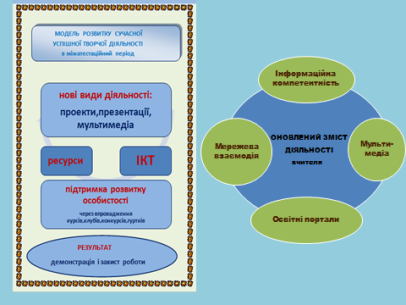 МОДЕЛЬ РОЗВИТКУ СУЧАСНОЇ
УСПІШНОЇ ТВОРЧОЇ ДІЯЛЬНОСТІ
в міжатестаційний період
нові види діяльності:
проекти,презентації,
мультимедіа
ресурси
ІКТ
підтримка розвитку
особистості
через впровадження
курсів,клубів,конкурсів,гуртків
РЕЗУЛЬТАТ
демонстрація і захист роботи
Інформаційна
компетентність
Мережева
взаємодія
ОНОВЛЕНИЙ ЗМІСТ
ДІЯЛЬНОСТІ
вчителя
Мульти-
медіа
Освітні портали